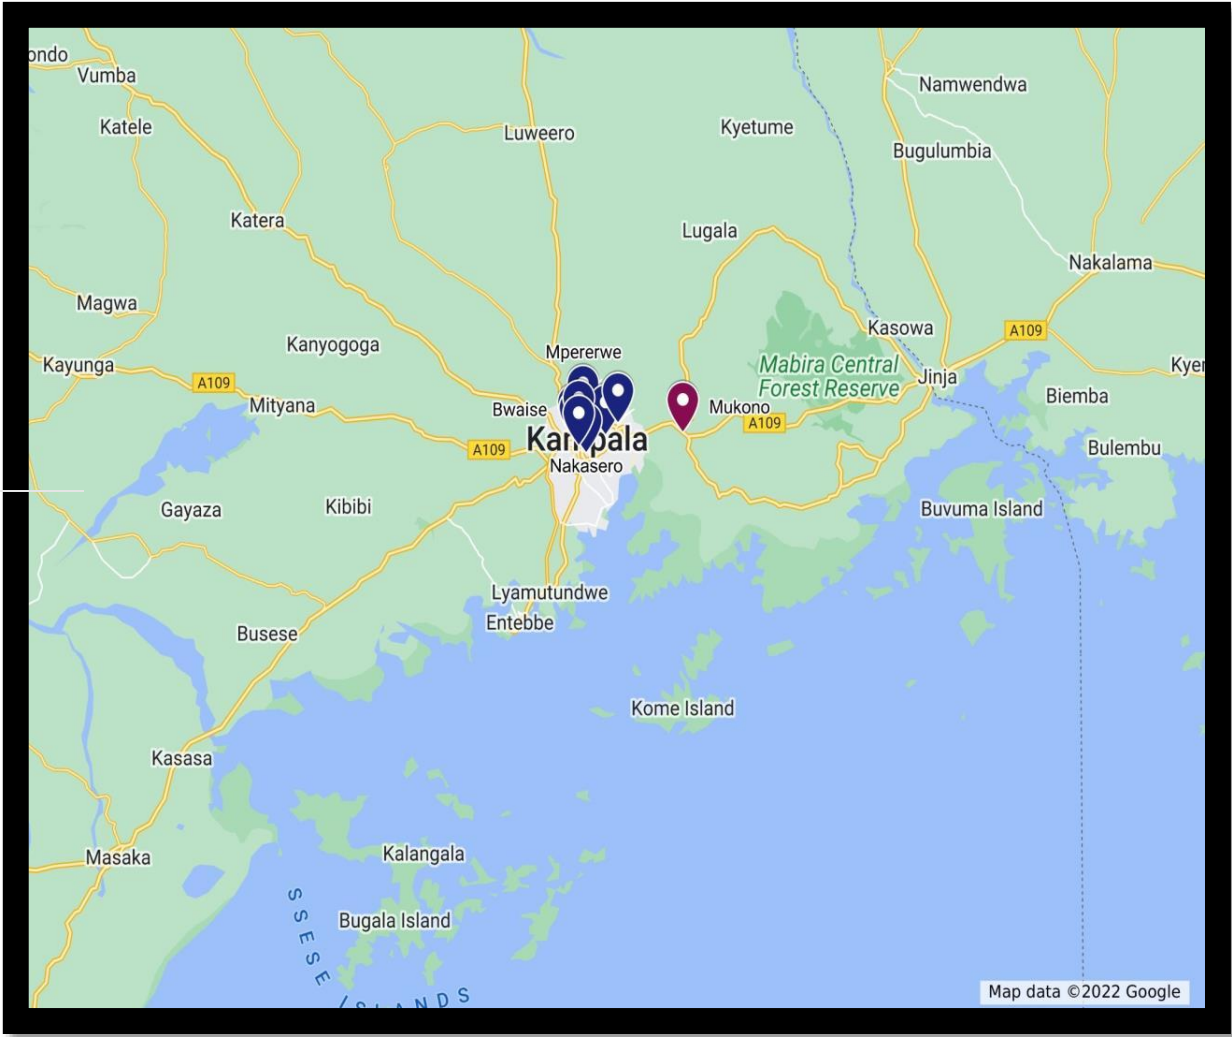 ondo
Vumba
Namwendwa
Katele
Luweero
Kyetume
Bugulumbia
Katera
Lugala
Nakalama
Magwa
Kasowa
A109
Kanyogoga
Mpererwe
Kayunga
Mabira Central
Forest Reserve
Kyer
Jinja
A109
Mityana
Bwaise
Mukono
Biemba
A109
Kampala
A109
Bulembu
Nakasero
Gayaza
Kibibi
Buvuma Island
Lyamutundwe
Entebbe
Busese
Kome Island
Kasasa
Masaka
Kalangala
Bugala Island
SSESE ISLANDS
Map data ©2022 Google